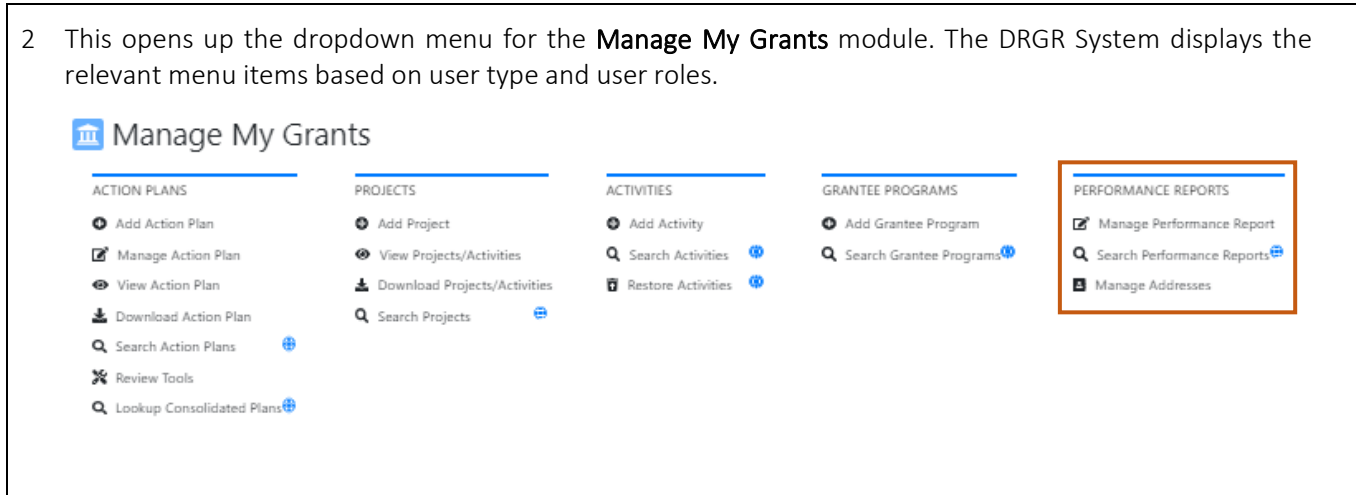 2 This opens up the dropdown menu for the Manage My Grants module. The DRGR System displays the
relevant menu items based on user type and user roles.
Manage My Grants
ACTION PLANS
Add Action Plan
Manage Action Plan
View Action Plan
Download Action Plan
Search Action Plans
Review Tools
Lookup Consolidated Plans
PROJECTS
Add Project
View Projects/Activities
Download Projects/Activities
Search Projects
ACTIVITIES
Add Activity
Search Activities
Restore Activities
GRANTEE PROGRAMS
Add Grantee Program
Search Grantee Programs
PERFORMANCE REPORTS
Manage Performance Report
Search Performance Reports
Manage Addresses